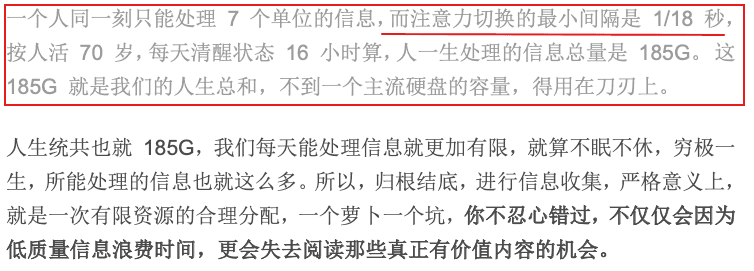 一个人同一刻只能处理 7 个单位的信息，而注意力切换的最小间隔是 1/18 秒，
按人活 70 岁，每天清醒状态 16 小时算，人一生处理的信息总量是 185G。 这
185G 就是我们的人生总和，不到一个主流硬盘的容量，得用在刀刃上。
人生统共也就 185G，我们每天能处理信息就更加有限，就算不眠不休，穷极一
生，所能处理的信息也就这么多。所以，归根结底，进行信息收集，严格意义上，
就是一次有限资源的合理分配，一个萝卜一个坑，你不忍心错过，不仅仅会因为
低质量信息浪费时间，更会失去阅读那些真正有价值内容的机会。